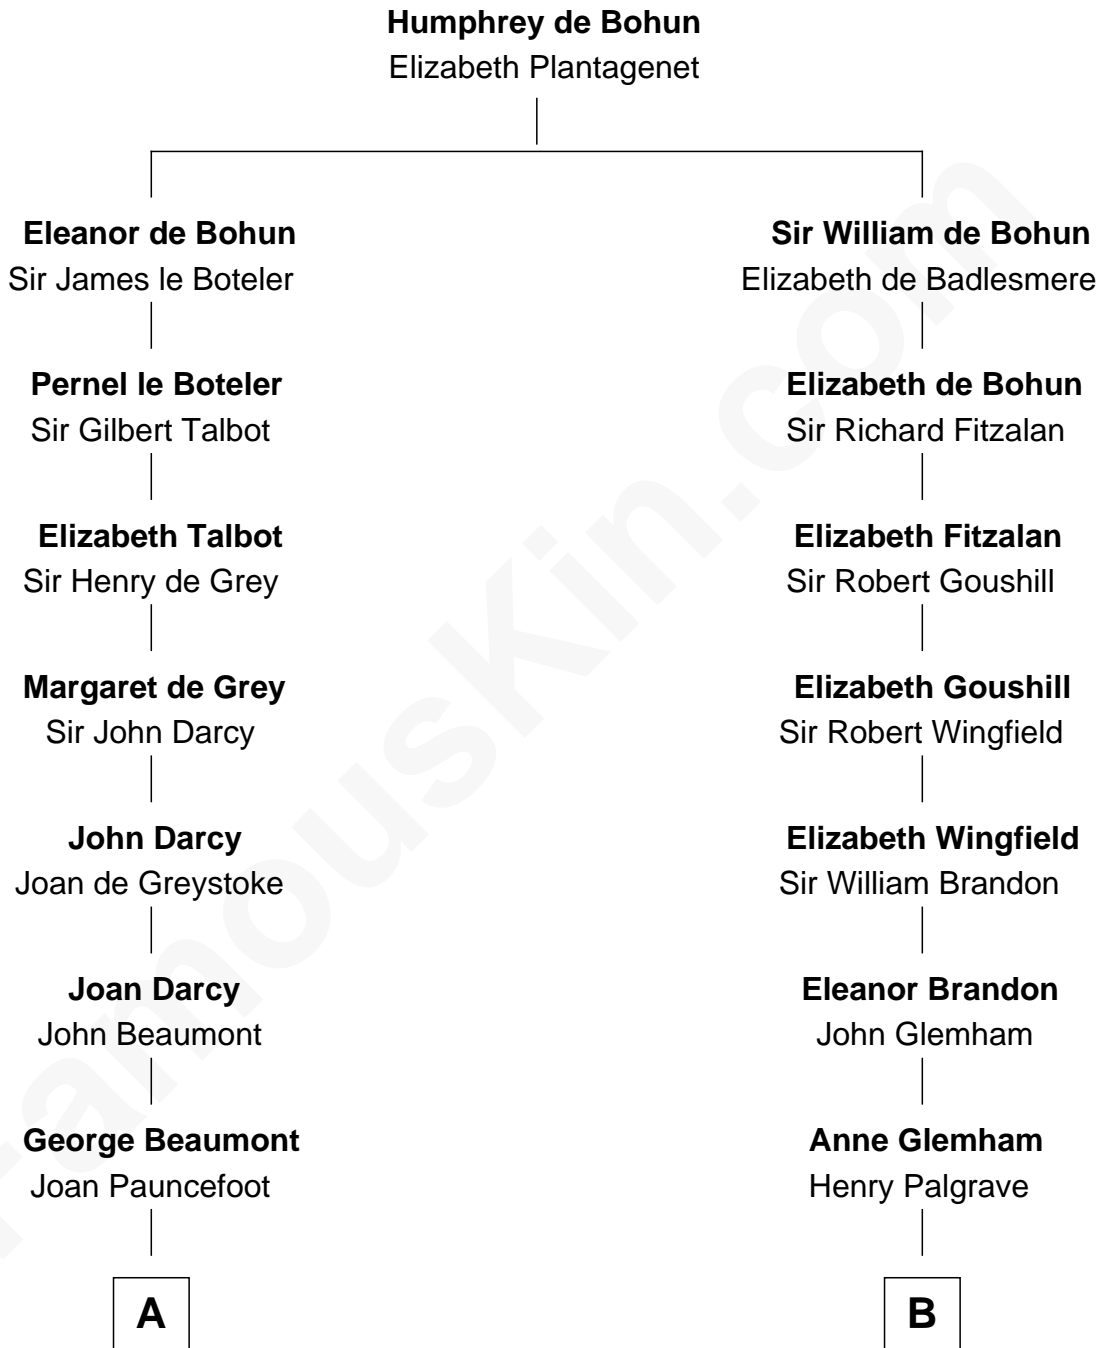 Humphrey de Bohun
Elizabeth Plantagenet
Eleanor de Bohun
Sir James le Boteler
Sir William de Bohun
Elizabeth de Badlesmere
Pernel le Boteler
Sir Gilbert Talbot
Elizabeth de Bohun
Sir Richard Fitzalan
Elizabeth Talbot
Sir Henry de Grey
Elizabeth Fitzalan
Sir Robert Goushill
Margaret de Grey
Sir John Darcy
Elizabeth Goushill
Sir Robert Wingfield
John Darcy
Joan de Greystoke
Elizabeth Wingfield
Sir William Brandon
Joan Darcy
John Beaumont
Eleanor Brandon
John Glemham
George Beaumont
Joan Pauncefoot
Anne Glemham
Henry Palgrave
A
B
FamousKin.com